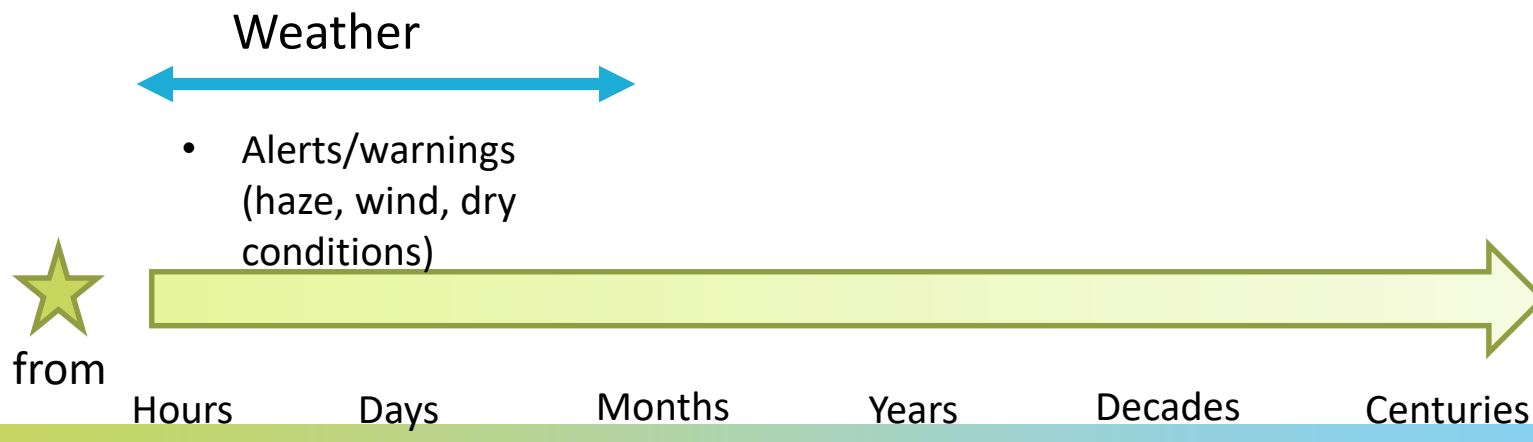 Weather
• Alerts/warnings
(haze, wind, dry
conditions)
from
Hours Days Months Years Decades Centuries